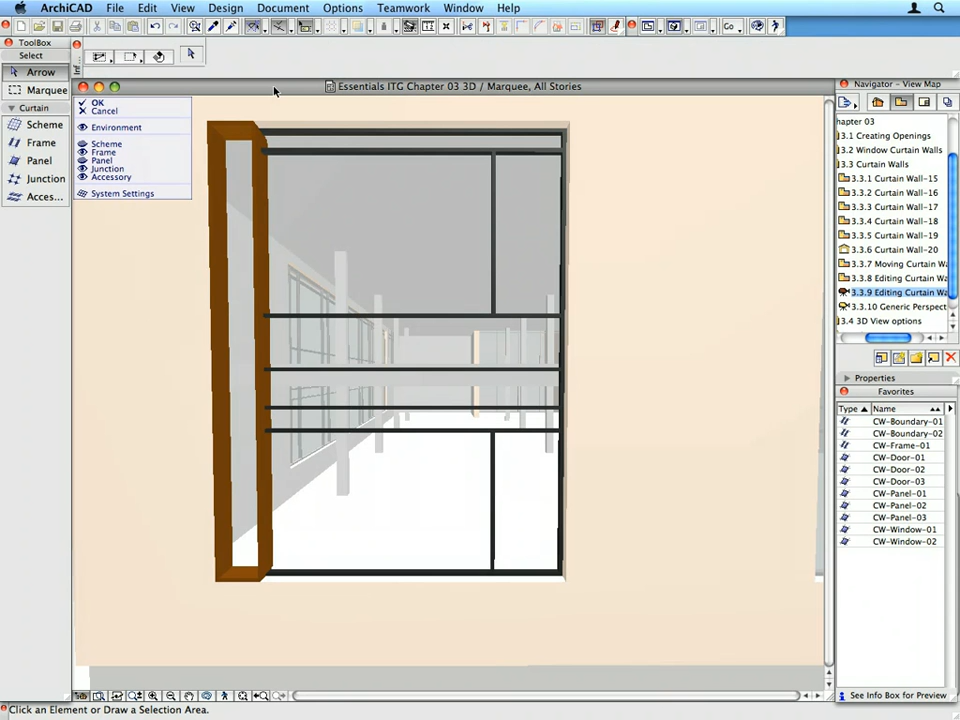 ArchiCAD File Edit View Design Document Options Teamwork Window Help
ToolBox
Select
Arrow
Marquee
Curtain
Scheme
Frame
Panel
Junction
Acces...
Go
Essentials ITG Chapter 03 3D / Marquee, All Stories
OK
Cancel
Environment
Scheme
Frame
Panel
Junction
Accessory
System Settings
Navigator - View Map
hapter 03
3.1 Creating Openings
3.2 Window Curtain Walls
3.3 Curtain Walls
3.3.1 Curtain Wall-15
3.3.2 Curtain Wall-16
3.3.3 Curtain Wall-17
3.3.4 Curtain Wall-18
3.3.5 Curtain Wall-19
3.3.6 Curtain Wall-20
3.3.7 Moving Curtain W
3.3.8 Editing Curtain Wa
3.3.9 Editing Curtain Wa
3.3.10 Generic Perspect
3.4 3D View options
Properties
Favorites
Type Name
CW-Boundary-01
CW-Boundary-02
CW-Frame-01
CW-Door-01
CW-Door-02
CW-Door-03
CW-Panel-01
CW-Panel-02
CW-Panel-03
CW-Window-01
CW-Window-02
See Info Box for Preview
Click an Element or Draw a Selection Area.